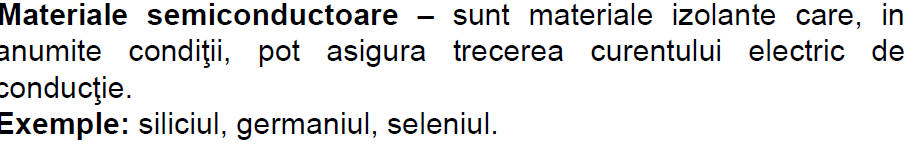 Materiale semiconductoare – sunt materiale izolante care, in
anumite condiţii, pot asigura trecerea curentului electric de
conducţie.
Exemple: siliciul, germaniul, seleniul.